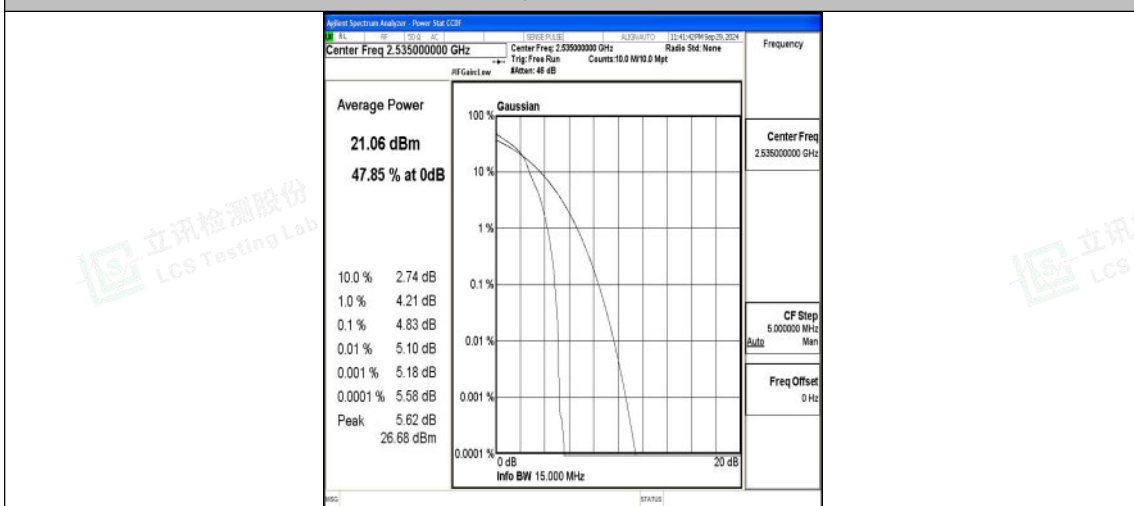 Agilent Spectrum Analyzer - Power Stat CCDF
RL RF 50 Ω AC SENSE:PULSE ALIGN AUTO 11:41:42 PM Sep 29, 2024
Center Freq 2.535000000 GHz
Center Freq: 2.535000000 GHz Radio Std: None
Trig: Free Run Counts:10.0 M/10.0 Mpt
#IFGain:Low #Atten: 46 dB
Frequency
Average Power
21.06 dBm
47.85 % at 0dB
10.0 % 2.74 dB
1.0 % 4.21 dB
0.1 % 4.83 dB
0.01 % 5.10 dB
0.001 % 5.18 dB
0.0001 % 5.58 dB
Peak 5.62 dB
26.68 dBm
Gaussian
100 %
10 %
1 %
0.1 %
0.01 %
0.001 %
0.0001 %
0 dB 20 dB
Info BW 15.000 MHz
Center Freq
2.535000000 GHz
CF Step
5.000000 MHz
Auto Man
Freq Offset
0 Hz
MSG STATUS
立讯检测股份
LCS Testing Lab
立讯
LCS